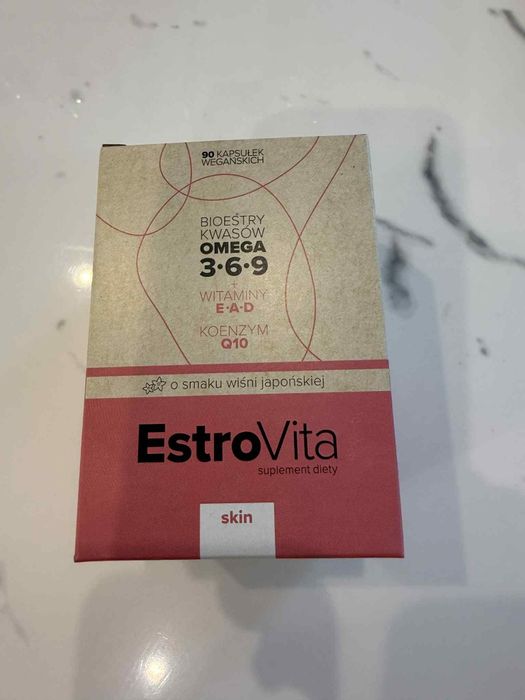 90 KAPSUŁEK
WEGAŃSKICH
BIOESTRY
KWASÓW
OMEGA
3·6·9
+
WITAMINY
E·A·D
+
KOENZYM
Q10
o smaku wiśni japońskiej
EstroVita
suplement diety
skin